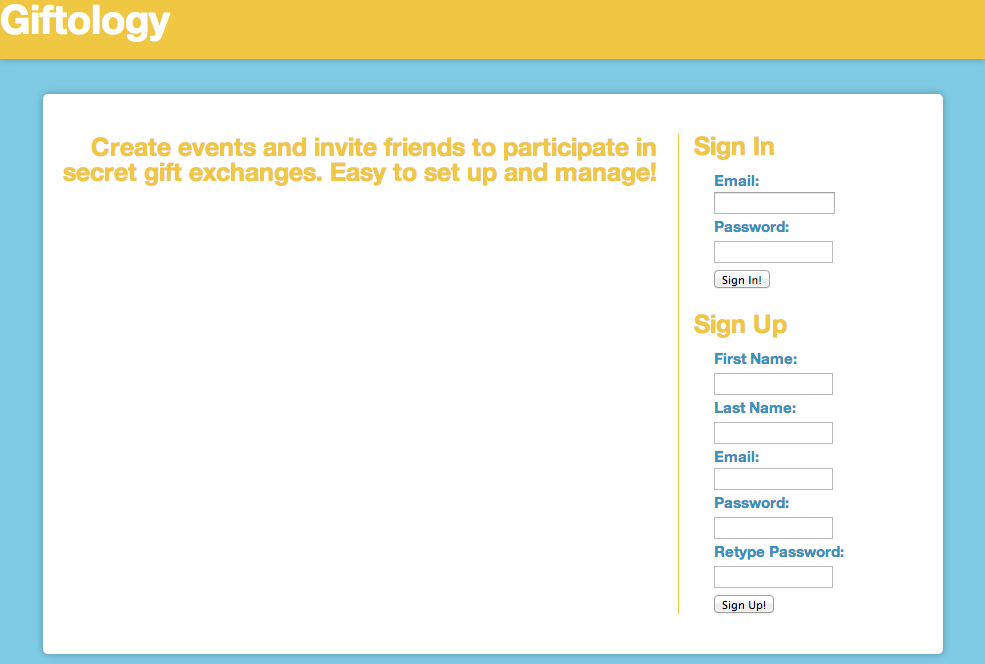 Giftology
Create events and invite friends to participate in
secret gift exchanges. Easy to set up and manage!
Sign In
Email:
Password:
Sign In!
Sign Up
First Name:
Last Name:
Email:
Password:
Retype Password:
Sign Up!